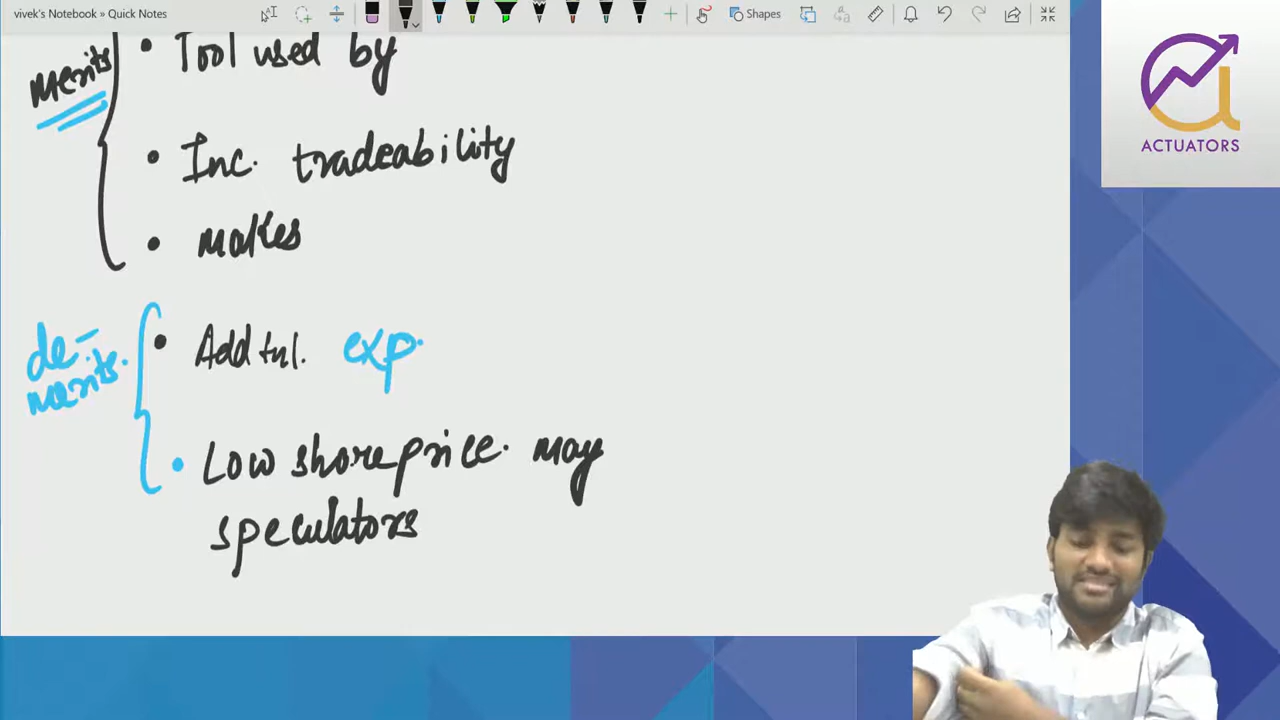 vivek's Notebook » Quick Notes
Shapes
ACTUATORS
merits
• Tool used by
• Inc. tradeability
• makes
de-merits.
• Addtnl. exp.
• Low share price. may
speculators